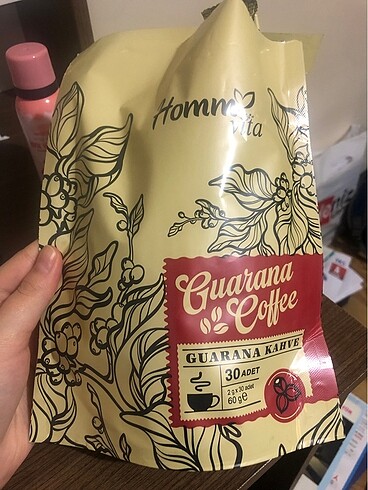 Homm
Vita
Guarana
Coffee
GUARANA KAHVE
30 ADET
2 g x 30 adet
60 g e